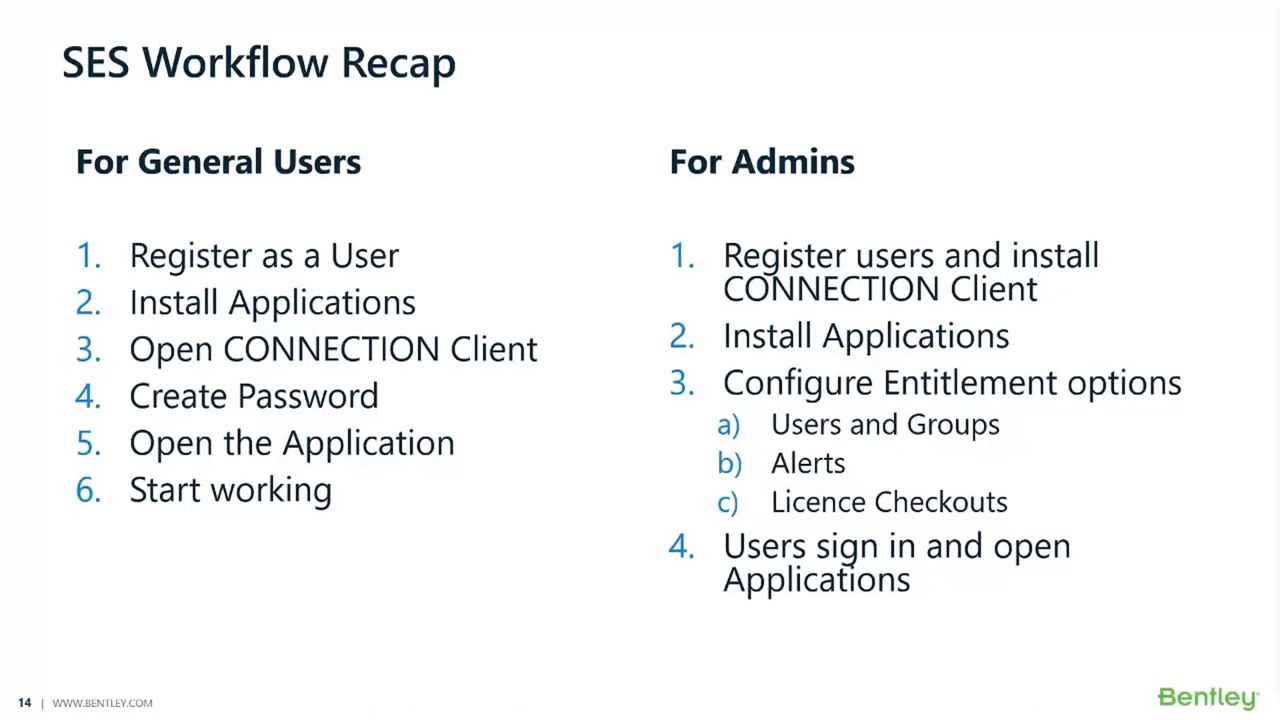 SES Workflow Recap
For General Users
1. Register as a User
2. Install Applications
3. Open CONNECTION Client
4. Create Password
5. Open the Application
6. Start working
For Admins
1. Register users and install
CONNECTION Client
2. Install Applications
3. Configure Entitlement options
a) Users and Groups
b) Alerts
c) Licence Checkouts
4. Users sign in and open
Applications
14 | WWW.BENTLEY.COM
Bentley